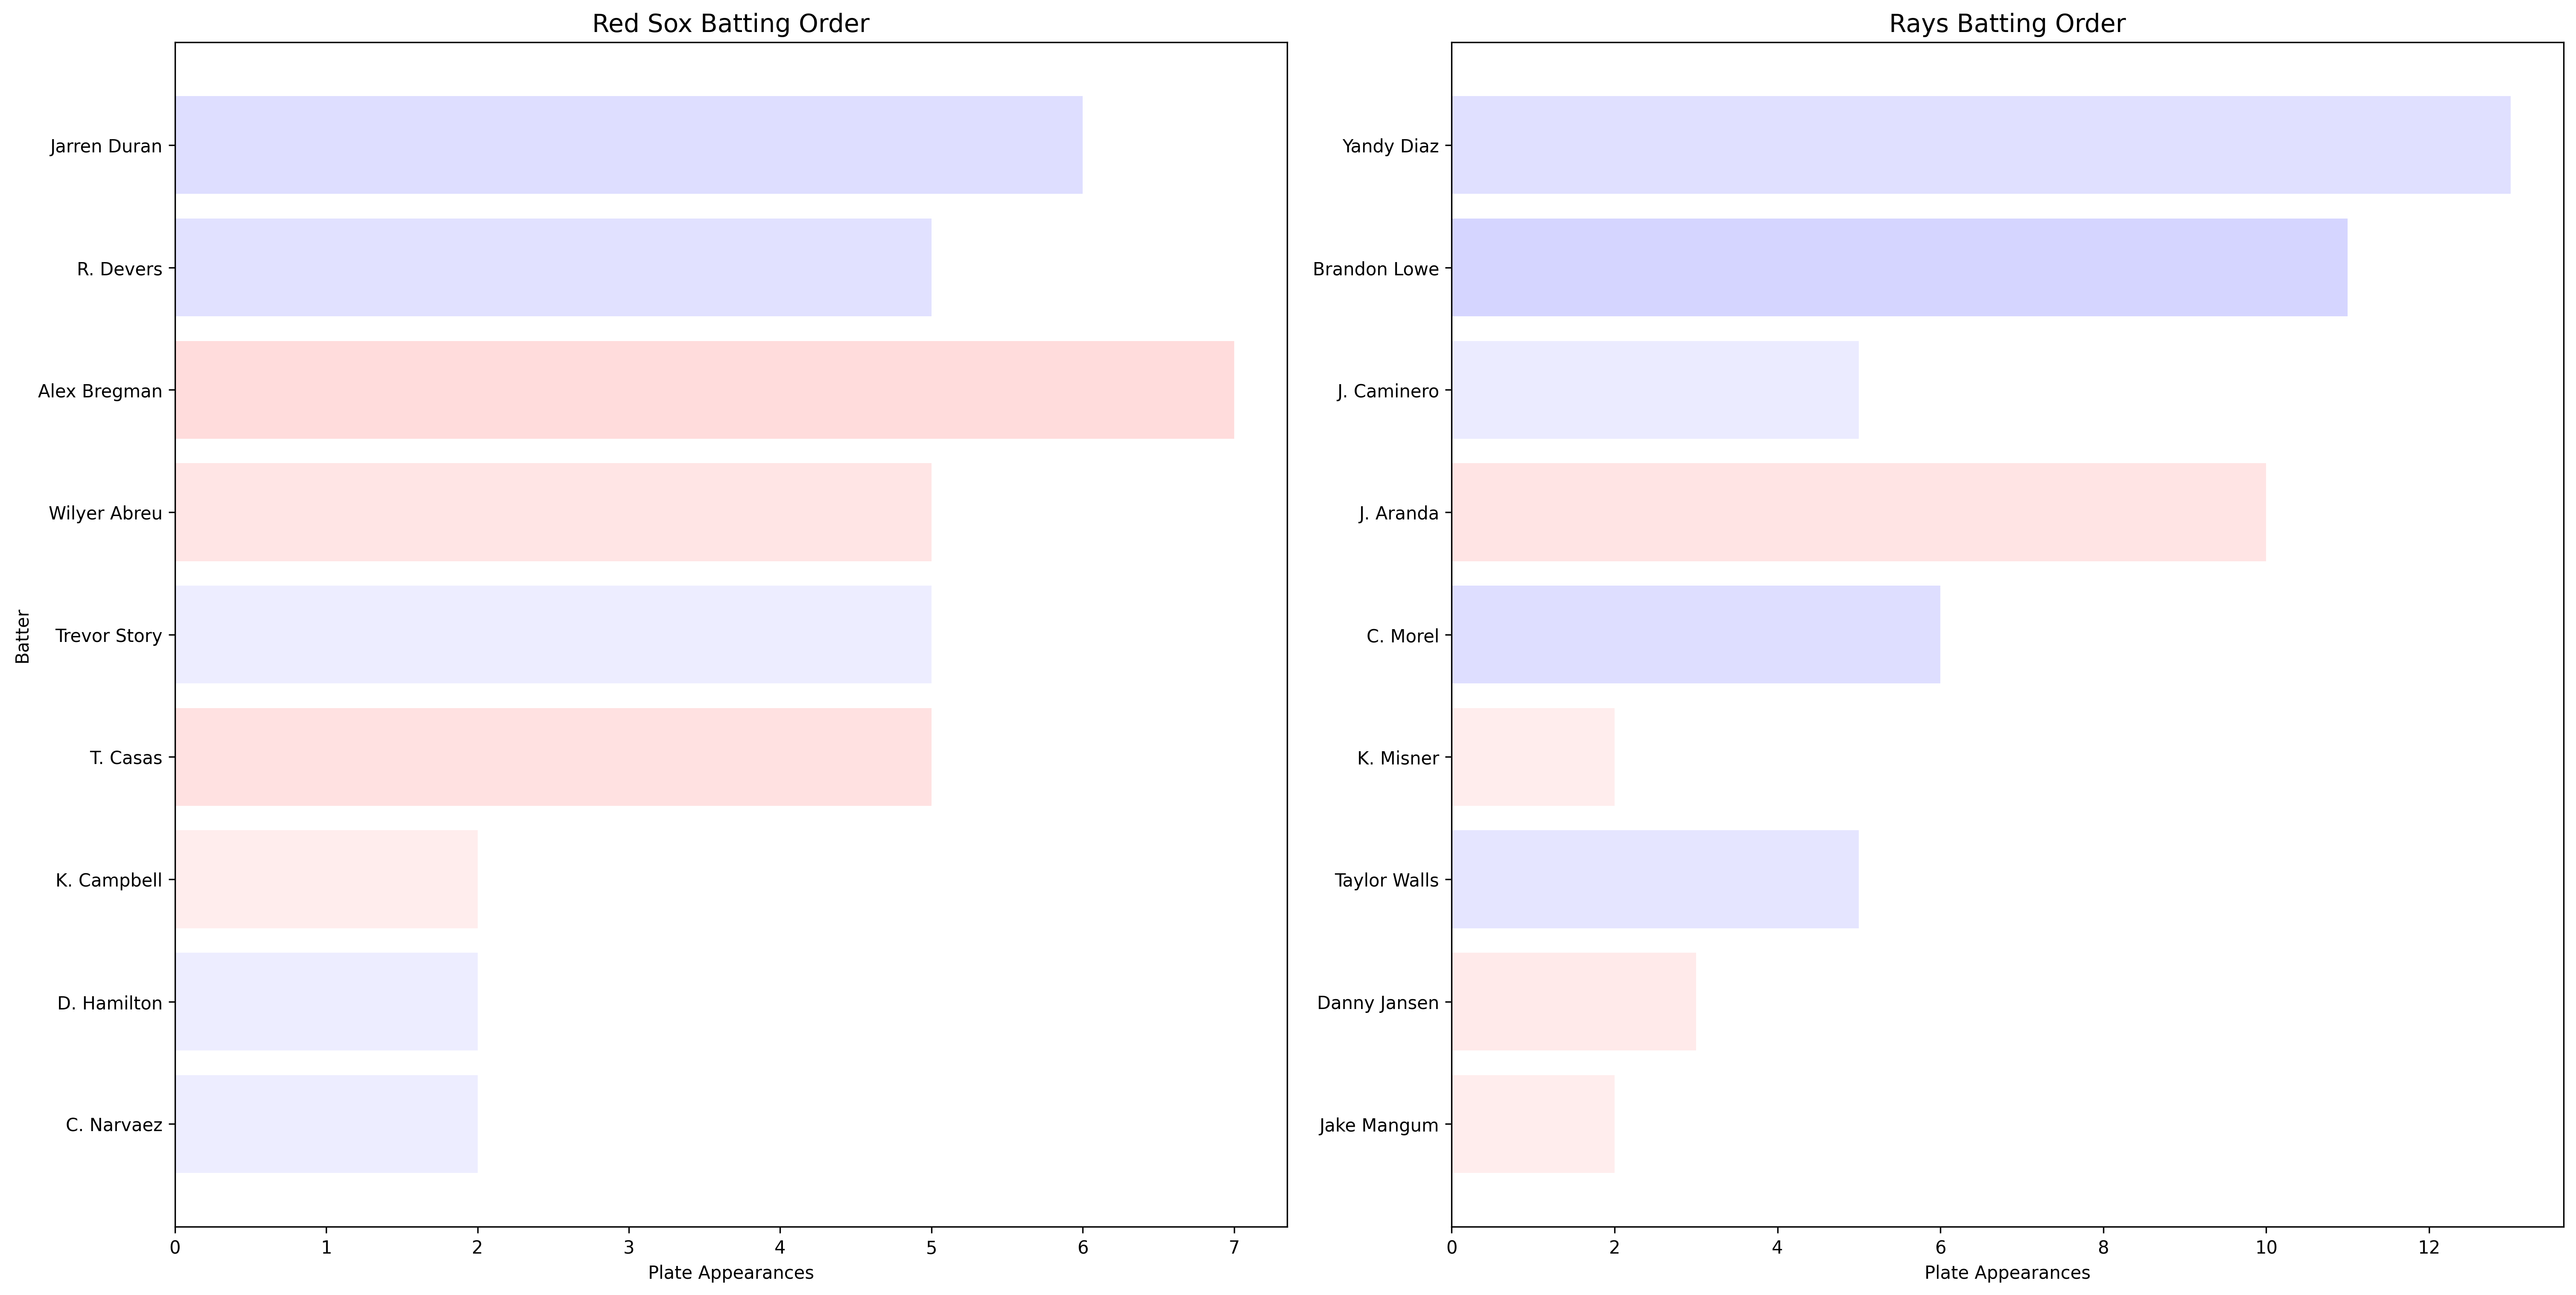 Red Sox Batting Order
Batter
Jarren Duran
R. Devers
Alex Bregman
Wilyer Abreu
Trevor Story
T. Casas
K. Campbell
D. Hamilton
C. Narvaez
0 1 2 3 4 5 6 7
Plate Appearances
Rays Batting Order
Yandy Diaz
Brandon Lowe
J. Caminero
J. Aranda
C. Morel
K. Misner
Taylor Walls
Danny Jansen
Jake Mangum
0 2 4 6 8 10 12
Plate Appearances